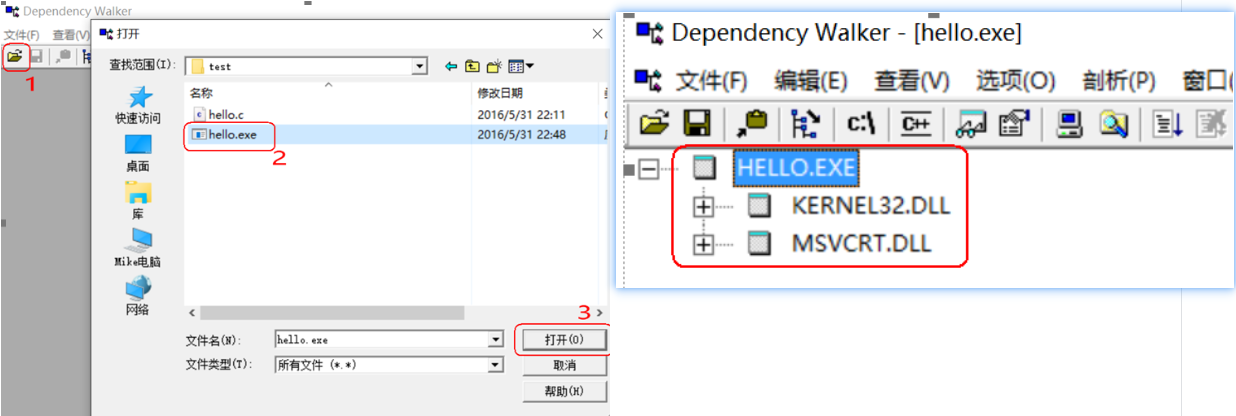 Dependency Walker
文件(F) 查看(V)
1
打开
查找范围(I):
test
快速访问
桌面
库
Mike电脑
网络
名称
修改日期
hello.c
2016/5/31 22:11
hello.exe
2016/5/31 22:48
2
3
文件名(N):
hello.exe
打开(O)
文件类型(T):
所有文件 (*.*)
取消
帮助(H)
Dependency Walker - [hello.exe]
文件(F) 编辑(E) 查看(V) 选项(O) 剖析(P) 窗口(
c:\
C++
HELLO.EXE
KERNEL32.DLL
MSVCRT.DLL